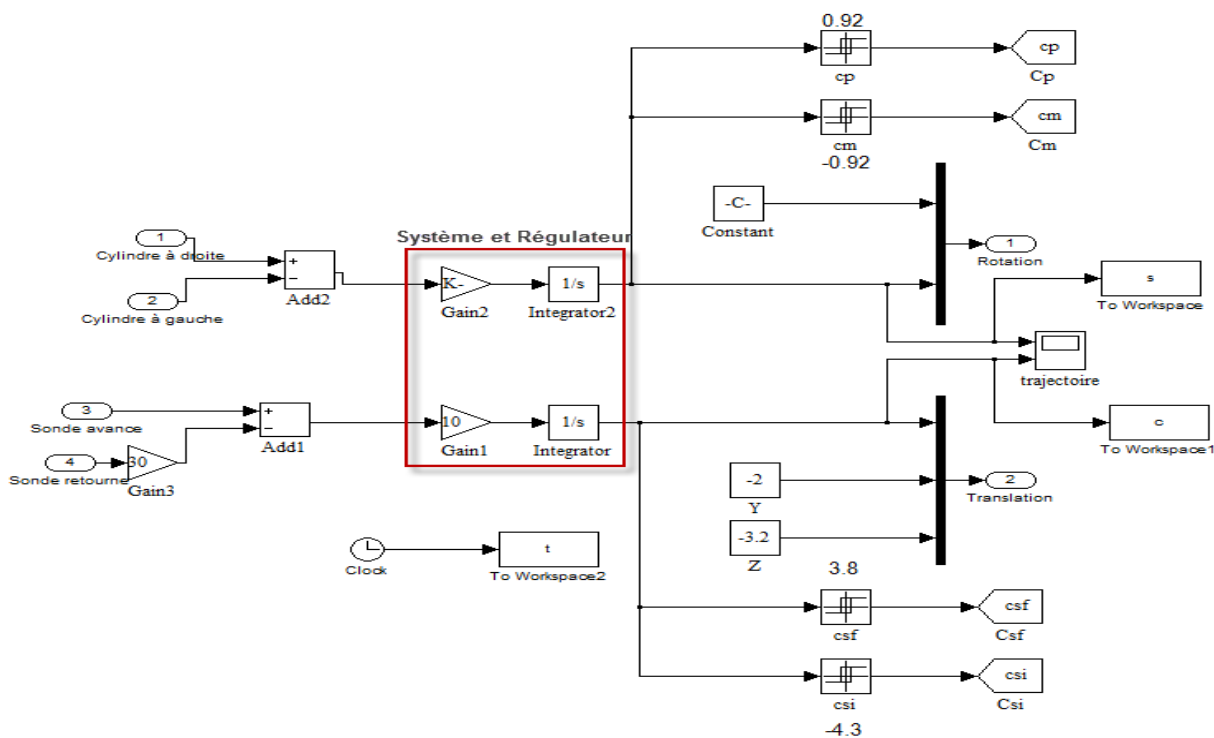 0.92
cp
cp
Cp
cm
cm
Cm
-0.92
-C-
Constant
1
Rotation
Système et Régulateur
1
Cylindre à droite
2
Cylindre à gauche
+
−
Add2
K-
Gain2
1/s
Integrator2
s
To Workspace
trajectoire
3
Sonde avance
4
Sonde retourne
30
Gain3
+
−
Add1
10
Gain1
1/s
Integrator
c
To Workspace1
-2
Y
-3.2
Z
2
Translation
Clock
t
To Workspace2
3.8
csf
csf
Csf
csi
csi
Csi
-4.3